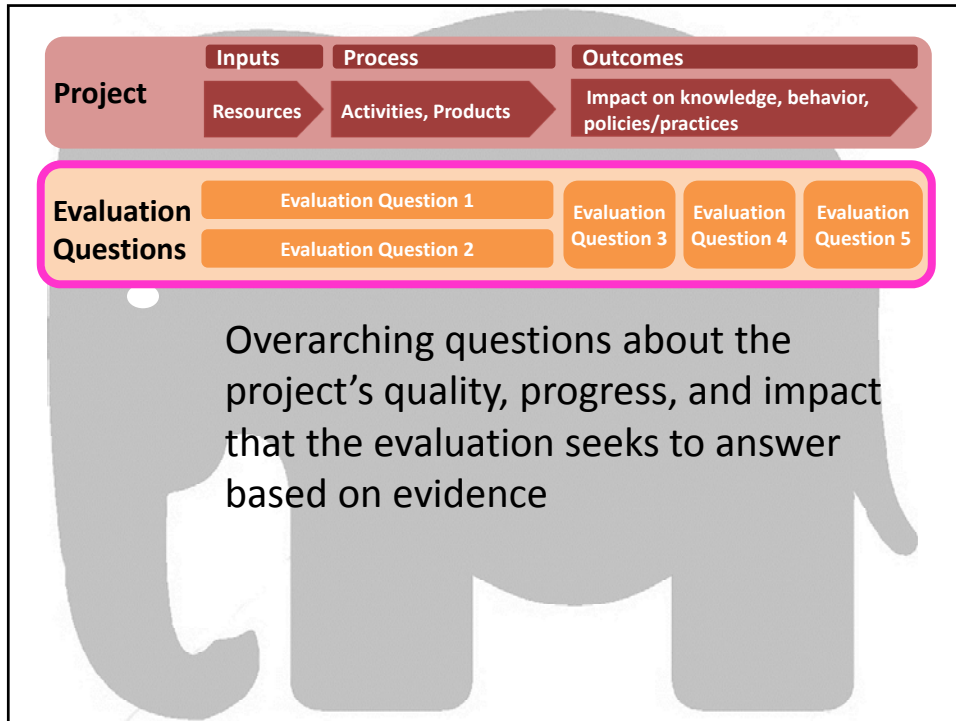 Inputs
Process
Outcomes
Project
Resources
Activities, Products
Impact on knowledge, behavior,
policies/practices
Evaluation
Questions
Evaluation Question 1
Evaluation Question 2
Evaluation
Question 3
Evaluation
Question 4
Evaluation
Question 5
Overarching questions about the
project’s quality, progress, and impact
that the evaluation seeks to answer
based on evidence